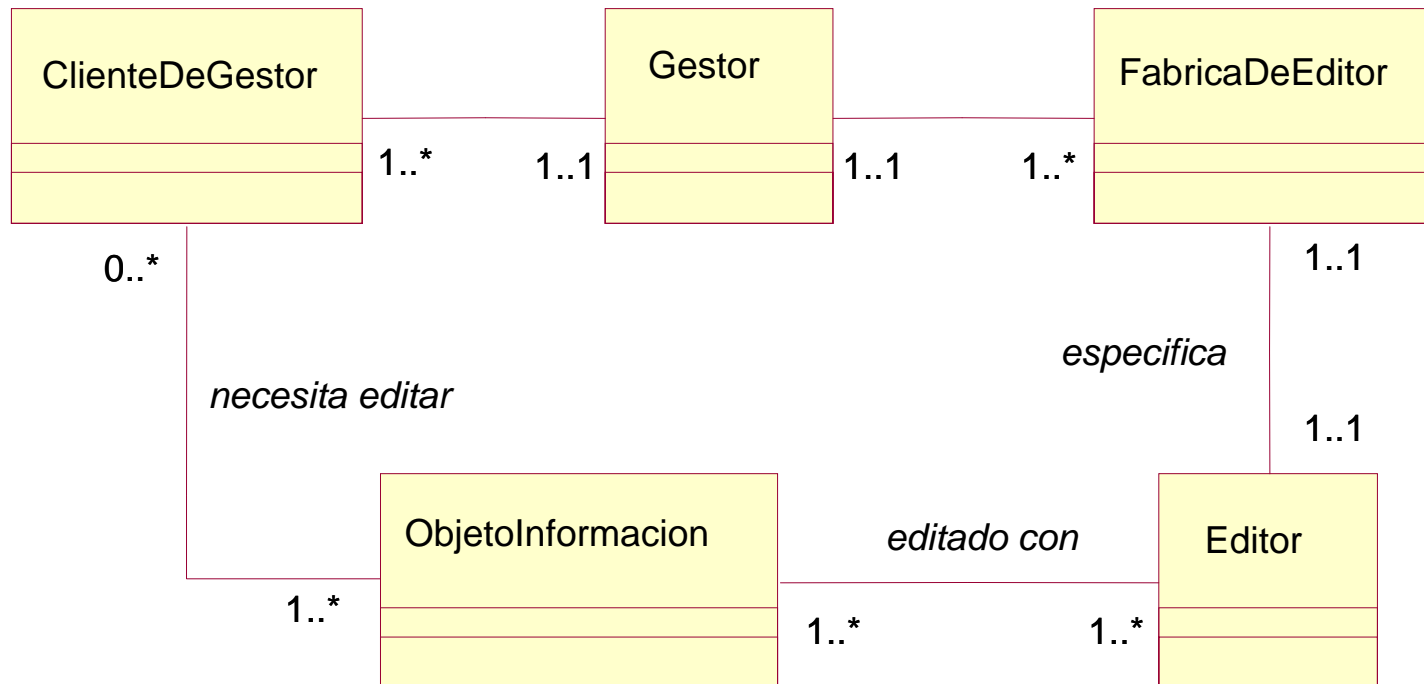 ClienteDeGestor
Gestor
FabricaDeEditor
1..*
1..1
1..1
1..*
0..*
1..1
especifica
necesita editar
1..1
ObjetoInformacion
editado con
Editor
1..*
1..*
1..*